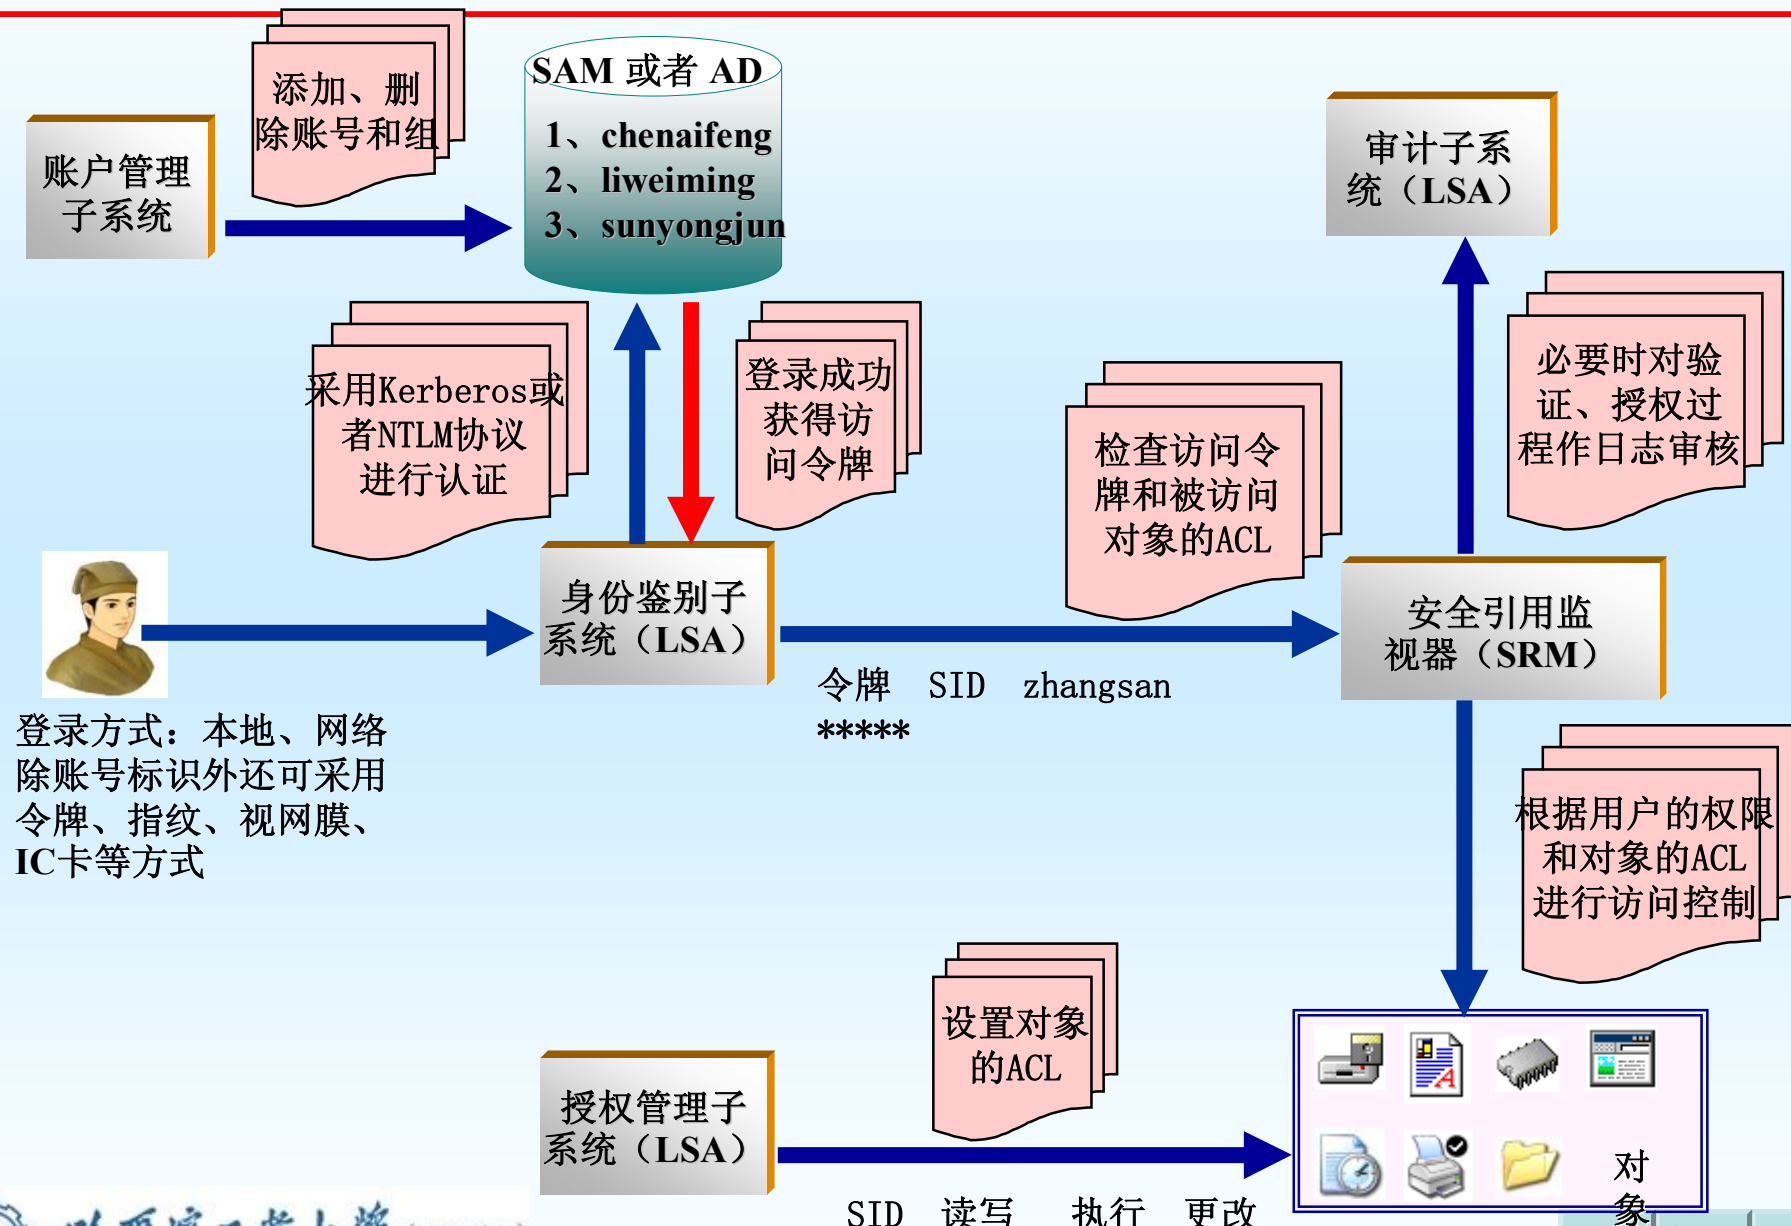 添加、删
除账号和组
SAM 或者 AD
1、chenaifeng
2、liweiming
3、sunyongjun
账户管理
子系统
审计子系
统（LSA）
采用Kerberos或
者NTLM协议
进行认证
登录成功
获得访
问令牌
检查访问令
牌和被访问
对象的ACL
必要时对验
证、授权过
程作日志审核
身份鉴别子
系统（LSA）
安全引用监
视器（SRM）
令牌 SID zhangsan
*****
登录方式：本地、网络
除账号标识外还可采用
令牌、指纹、视网膜、
IC卡等方式
根据用户的权限
和对象的ACL
进行访问控制
设置对象
的ACL
授权管理子
系统（LSA）
SID 读写 执行 更改
对
象